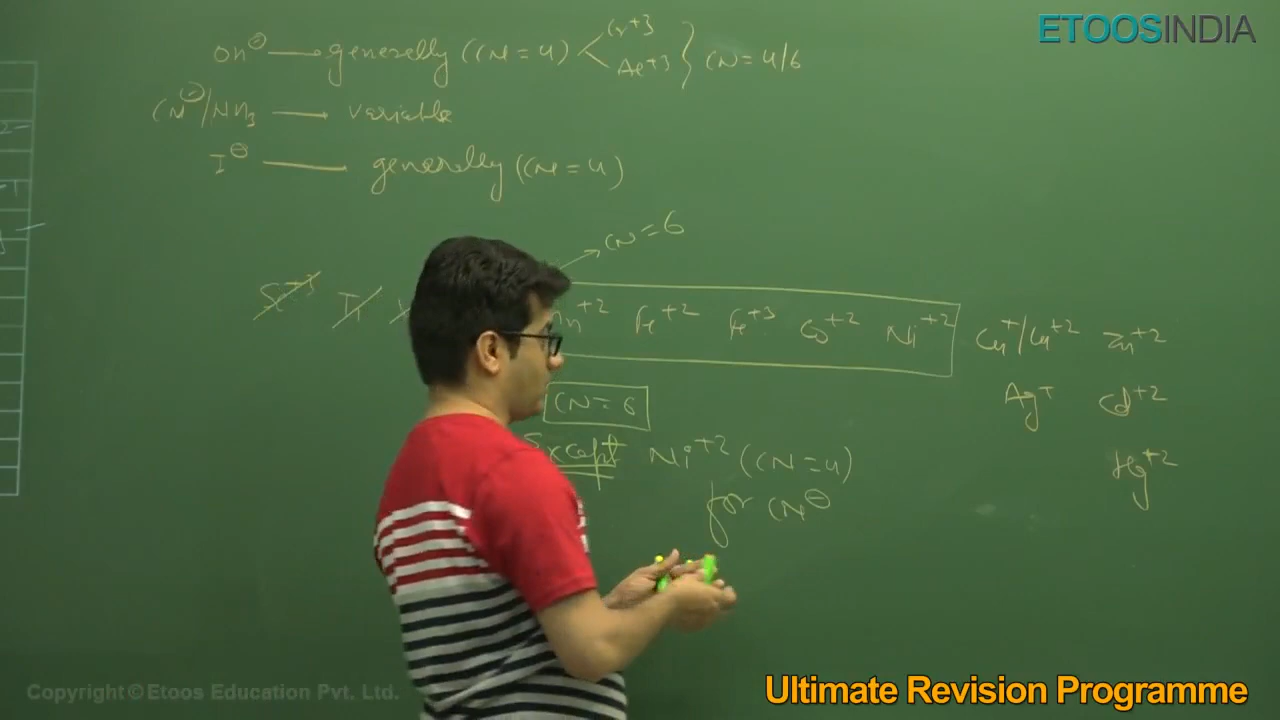 ETOOSINDIA
OH⊖ → generally (CN = 4) < Cr+3 Al+3 } CN = 4/6
CN⊖/NH3 → variable
I⊖ — generally (CN = 4)
→ CN = 6
Sc+3 Ti Mn+2 Fe+2 Fe+3 Co+2 Ni+2 Cu+/Cu+2 Zn+2
CN = 6 Ag+ Cd+2
Except Ni+2 (CN = 4) Hg+2
for CN⊖
Copyright © Etoos Education Pvt. Ltd.
Ultimate Revision Programme